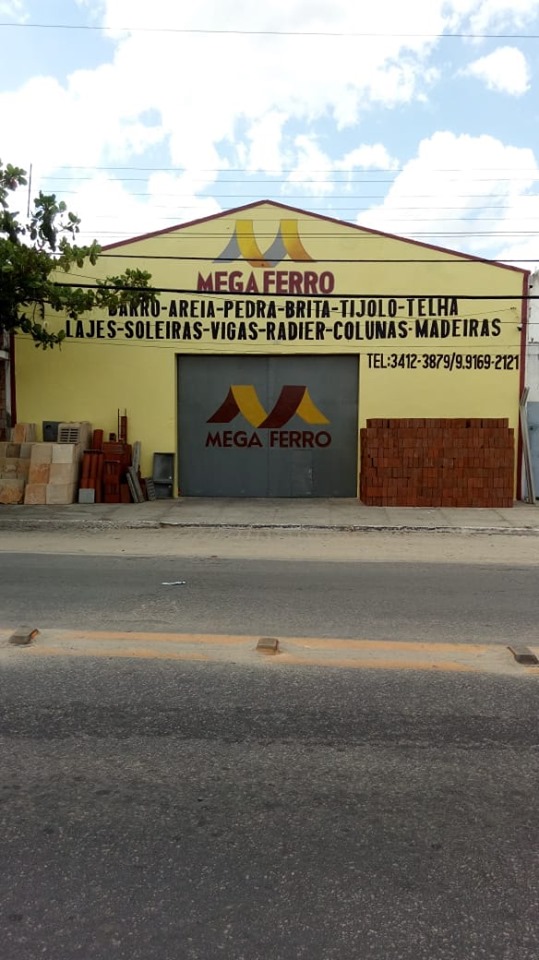 MEGA FERRO
BARRO-AREIA-PEDRA-BRITA-TIJOLO-TELHA
LAJES-SOLEIRAS-VIGAS-RADIER-COLUNAS-MADEIRAS
TEL:3412-3879/9.9169-2121
MEGA FERRO